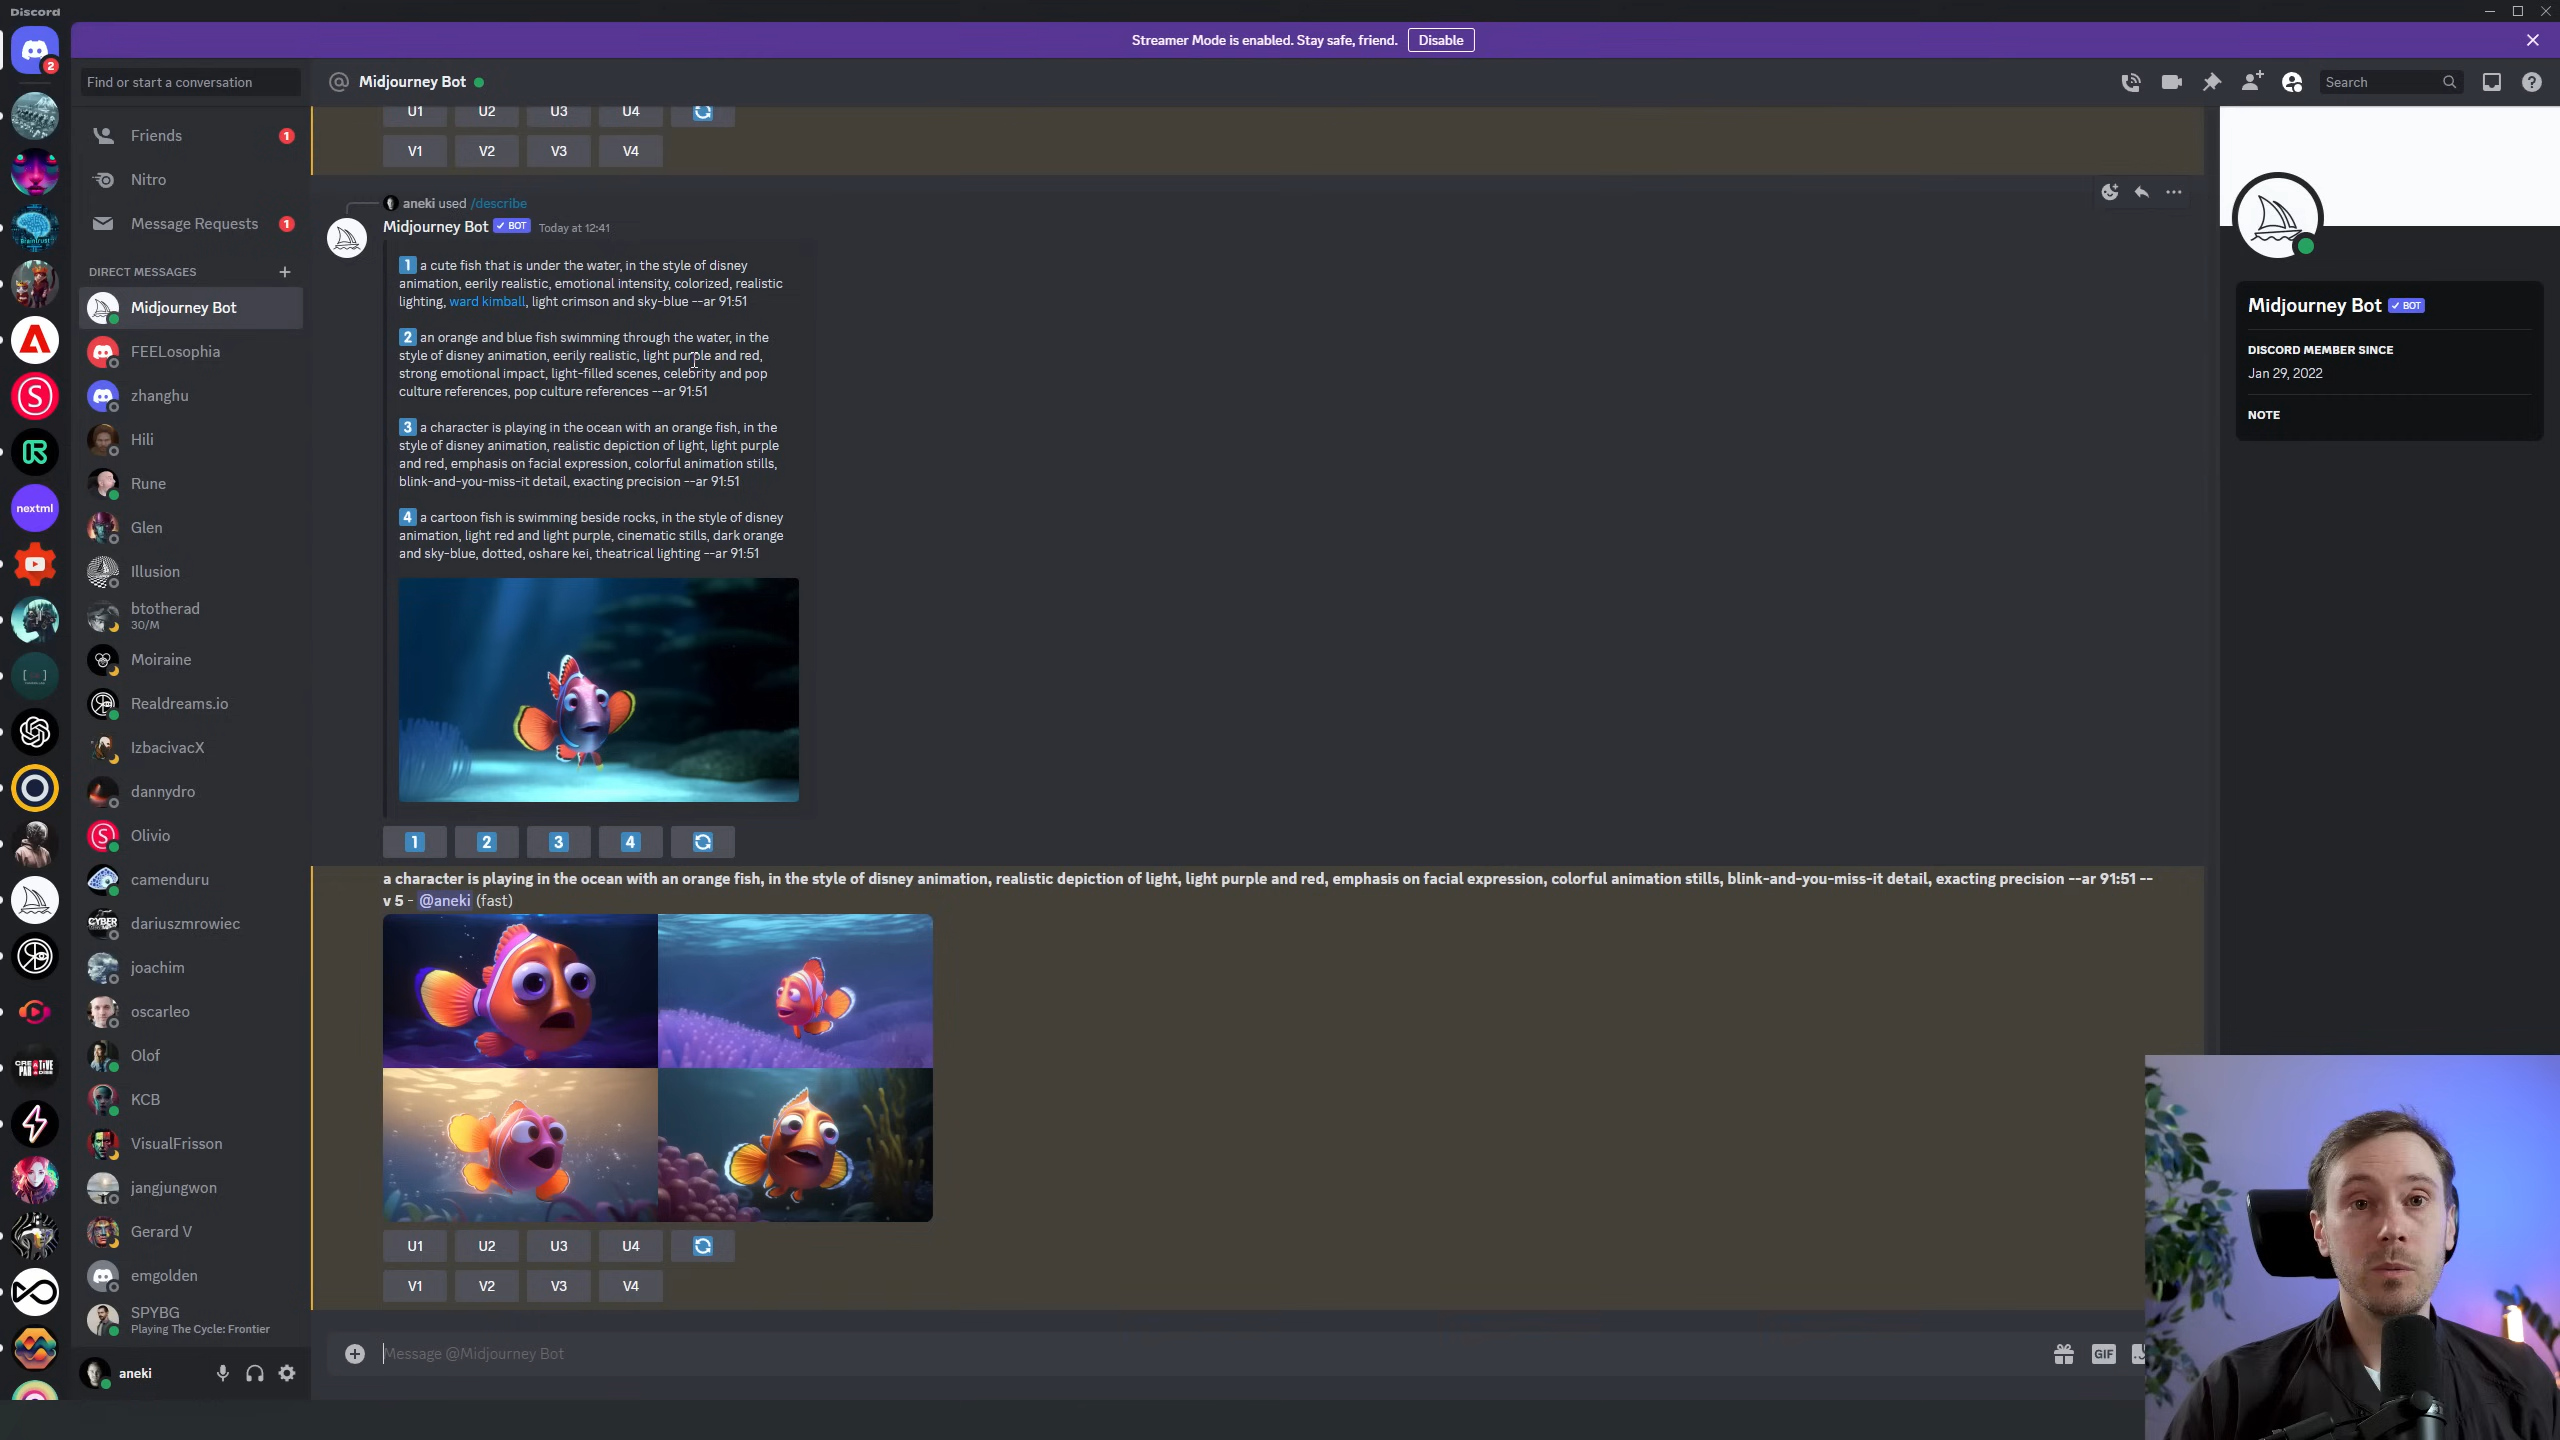 Discord
Streamer Mode is enabled. Stay safe, friend. Disable
Find or start a conversation
Midjourney Bot
Search
2
Friends 1
Nitro
Message Requests 1
DIRECT MESSAGES
Midjourney Bot
FEELosophia
zhanghu
Hili
Rune
Glen
Illusion
btotherad
30/M
Moiraine
Realdreams.io
IzbacivacX
dannydro
Olivio
camenduru
dariuszmrowiec
joachim
oscarleo
Olof
KCB
VisualFrisson
jangjungwon
Gerard V
emgolden
SPYBG
Playing The Cycle: Frontier
aneki
nextml
U1 U2 U3 U4
V1 V2 V3 V4
aneki used /describe
Midjourney Bot BOT Today at 12:41
1 a cute fish that is under the water, in the style of disney
animation, eerily realistic, emotional intensity, colorized, realistic
lighting, ward kimball, light crimson and sky-blue --ar 91:51
2 an orange and blue fish swimming through the water, in the
style of disney animation, eerily realistic, light purple and red,
strong emotional impact, light-filled scenes, celebrity and pop
culture references, pop culture references --ar 91:51
3 a character is playing in the ocean with an orange fish, in the
style of disney animation, realistic depiction of light, light purple
and red, emphasis on facial expression, colorful animation stills,
blink-and-you-miss-it detail, exacting precision --ar 91:51
4 a cartoon fish is swimming beside rocks, in the style of disney
animation, light red and light purple, cinematic stills, dark orange
and sky-blue, dotted, oshare kei, theatrical lighting --ar 91:51
1 2 3 4
a character is playing in the ocean with an orange fish, in the style of disney animation, realistic depiction of light, light purple and red, emphasis on facial expression, colorful animation stills, blink-and-you-miss-it detail, exacting precision --ar 91:51 --
v 5 - @aneki (fast)
U1 U2 U3 U4
V1 V2 V3 V4
Message @Midjourney Bot
GIF
Midjourney Bot BOT
DISCORD MEMBER SINCE
Jan 29, 2022
NOTE